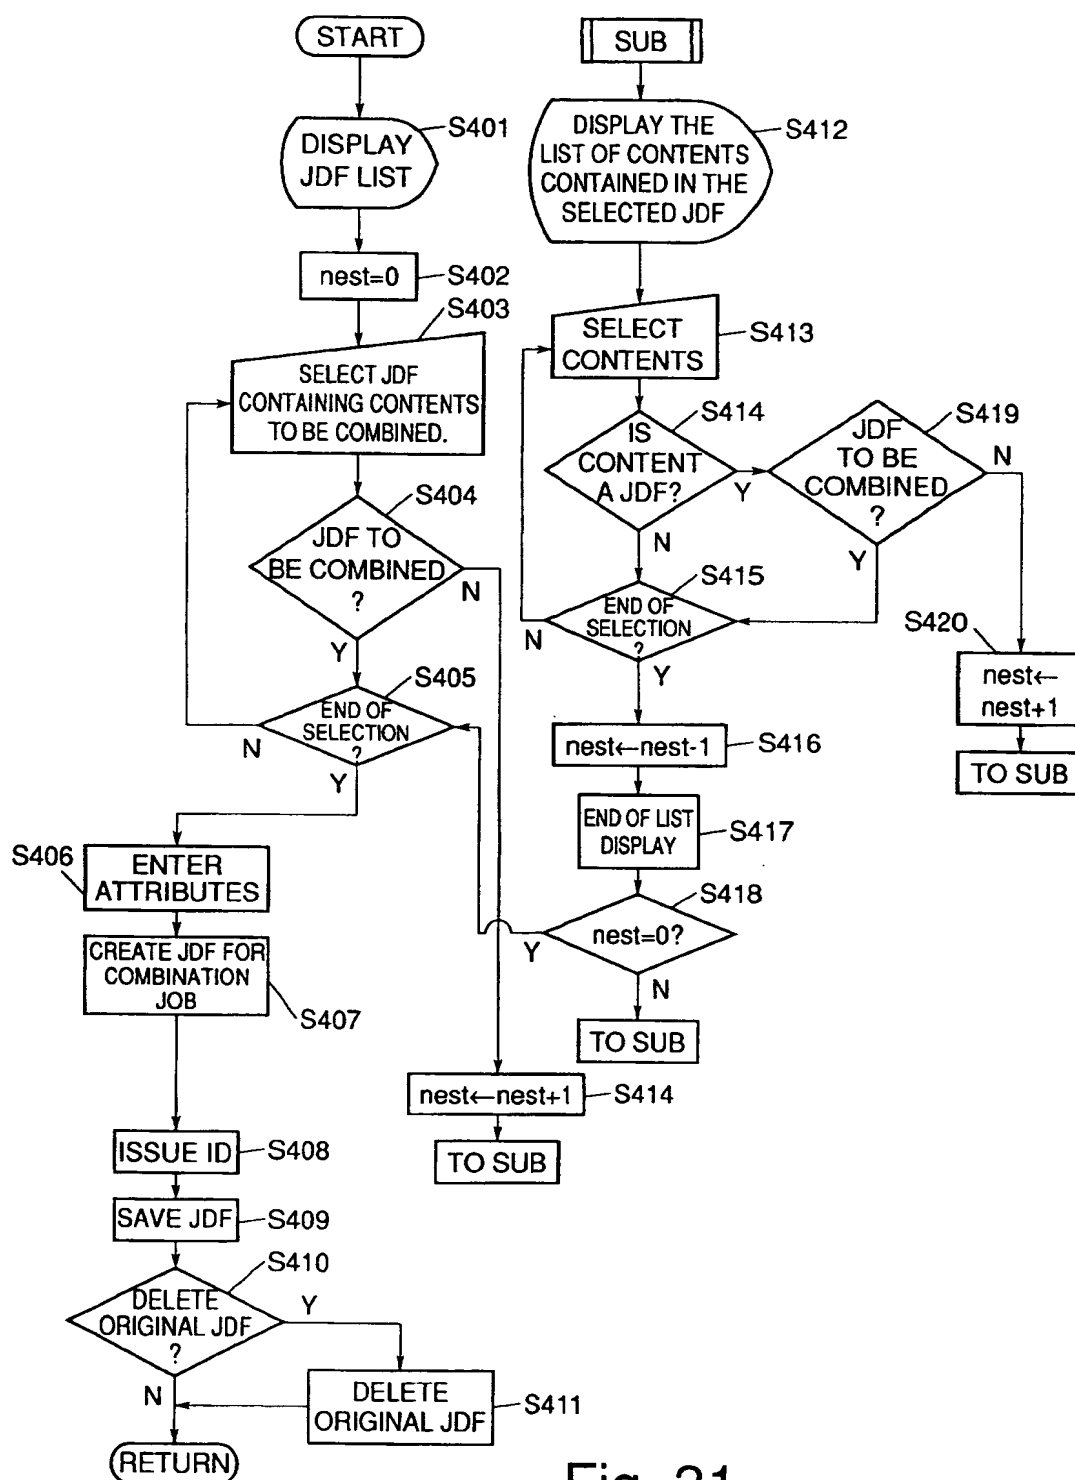 START
DISPLAY
JDF LIST
S401
nest=0
S402
S403
SELECT JDF
CONTAINING CONTENTS
TO BE COMBINED.
S404
JDF TO
BE COMBINED
?
N
Y
S405
END OF
SELECTION
?
N
Y
S406
ENTER
ATTRIBUTES
CREATE JDF FOR
COMBINATION
JOB
S407
ISSUE ID
S408
SAVE JDF
S409
S410
DELETE
ORIGINAL JDF
?
Y
N
DELETE
ORIGINAL JDF
S411
RETURN
nest←nest+1
S414
TO SUB
SUB
DISPLAY THE
LIST OF CONTENTS
CONTAINED IN THE
SELECTED JDF
S412
SELECT
CONTENTS
S413
S414
IS
CONTENT
A JDF?
Y
N
S415
END OF
SELECTION
?
N
Y
nest←nest-1
S416
END OF LIST
DISPLAY
S417
S418
nest=0?
Y
N
TO SUB
S419
JDF
TO BE
COMBINED
?
N
Y
S420
nest←
nest+1
TO SUB
Fig. 21